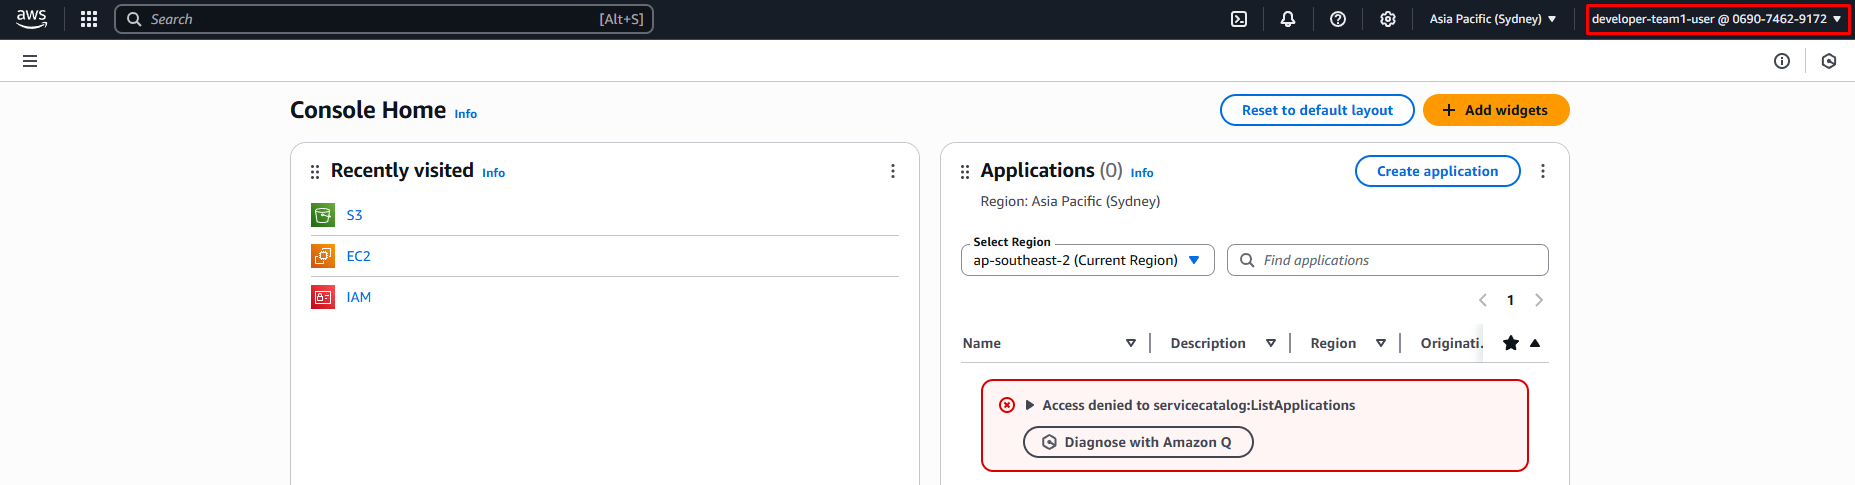 aws
Search [Alt+S]
Asia Pacific (Sydney)
developer-team1-user @ 0690-7462-9172
Console Home Info
Reset to default layout
Add widgets
Recently visited Info
S3
EC2
IAM
Applications (0) Info
Create application
Region: Asia Pacific (Sydney)
Select Region
ap-southeast-2 (Current Region)
Find applications
1
Name Description Region Originati.
Access denied to servicecatalog:ListApplications
Diagnose with Amazon Q